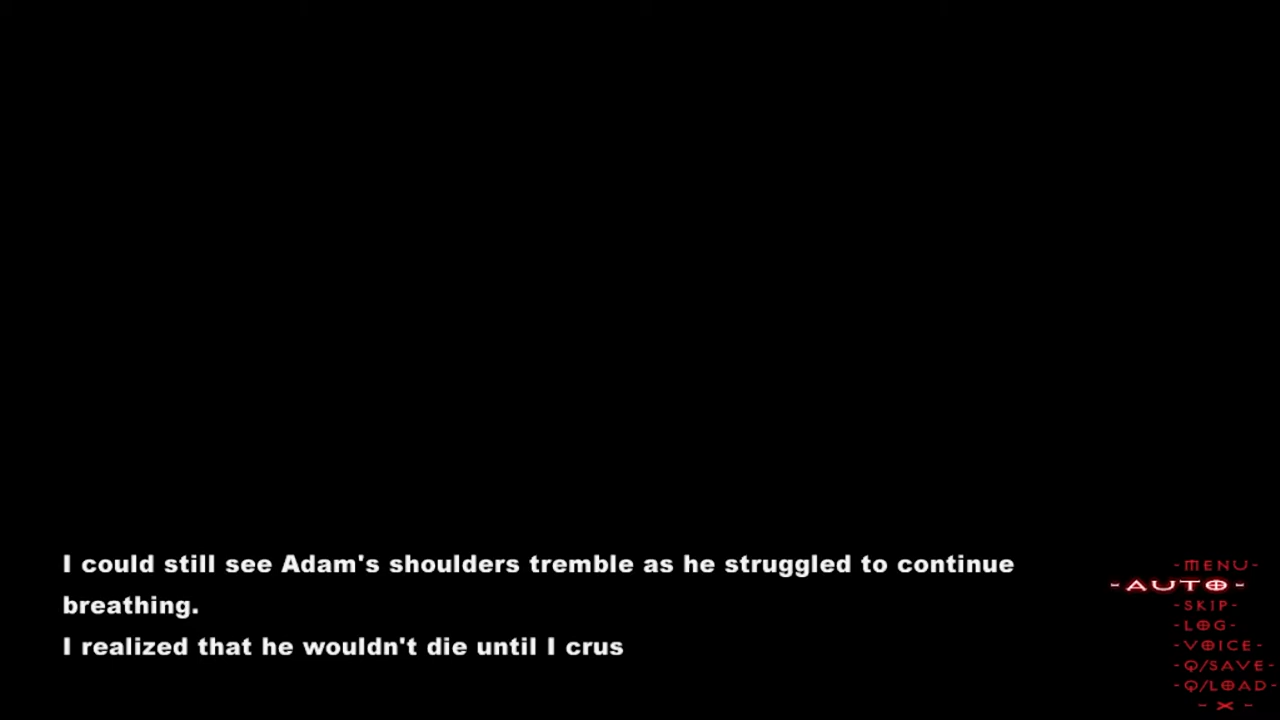 I could still see Adam's shoulders tremble as he struggled to continue
breathing.
I realized that he wouldn't die until I crus
-MENU-
-AUTO-
-SKIP-
-LOG-
-VOICE-
-Q/SAVE-
-Q/LOAD-
-X-